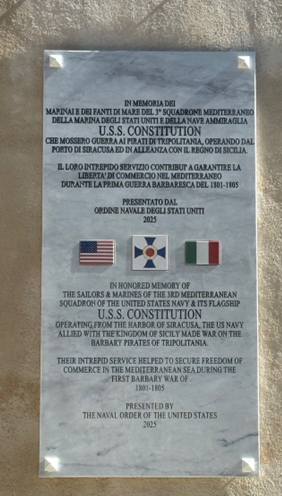 IN MEMORIA DEI
MARINAI E DEI FANTI DI MARE DEL 3° SQUADRONE MEDITERRANEO
DELLA MARINA DEGLI STATI UNITI E DELLA NAVE AMMIRAGLIA
U.S.S. CONSTITUTION
CHE MOSSERO GUERRA AI PIRATI DI TRIPOLITANIA, OPERANDO DAL
PORTO DI SIRACUSA ED IN ALLEANZA CON IL REGNO DI SICILIA.
IL LORO INTREPIDO SERVIZIO CONTRIBUI' A GARANTIRE LA
LIBERTA' DI COMMERCIO NEL MEDITERRANEO
DURANTE LA PRIMA GUERRA BARBARESCA DEL 1801-1805
PRESENTATO DAL
ORDINE NAVALE DEGLI STATI UNITI
2025
IN HONORED MEMORY OF
THE SAILORS & MARINES OF THE 3RD MEDITERRANEAN
SQUADRON OF THE UNITED STATES NAVY & ITS FLAGSHIP
U.S.S. CONSTITUTION
OPERATING FROM THE HARBOR OF SIRACUSA, THE US NAVY
ALLIED WITH THE KINGDOM OF SICILY MADE WAR ON THE
BARBARY PIRATES OF TRIPOLITANIA.
THEIR INTREPID SERVICE HELPED TO SECURE FREEDOM OF
COMMERCE IN THE MEDITERRANEAN SEA DURING THE
FIRST BARBARY WAR OF
1801-1805
PRESENTED BY
THE NAVAL ORDER OF THE UNITED STATES
2025